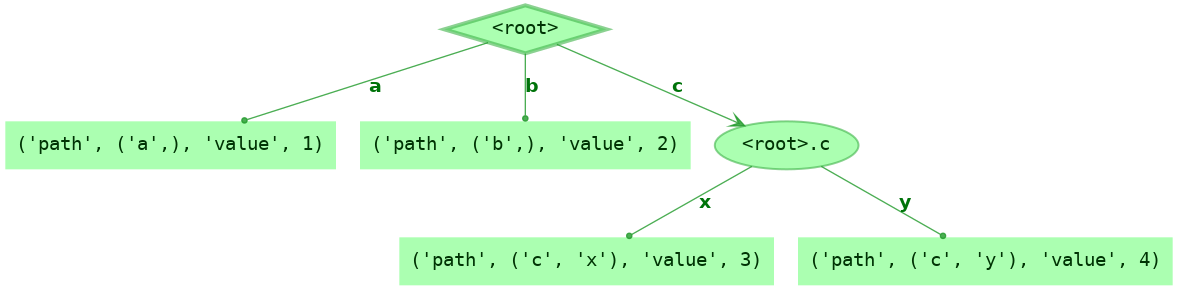 <root>
a
b
c
('path', ('a',), 'value', 1)
('path', ('b',), 'value', 2)
<root>.c
x
y
('path', ('c', 'x'), 'value', 3)
('path', ('c', 'y'), 'value', 4)